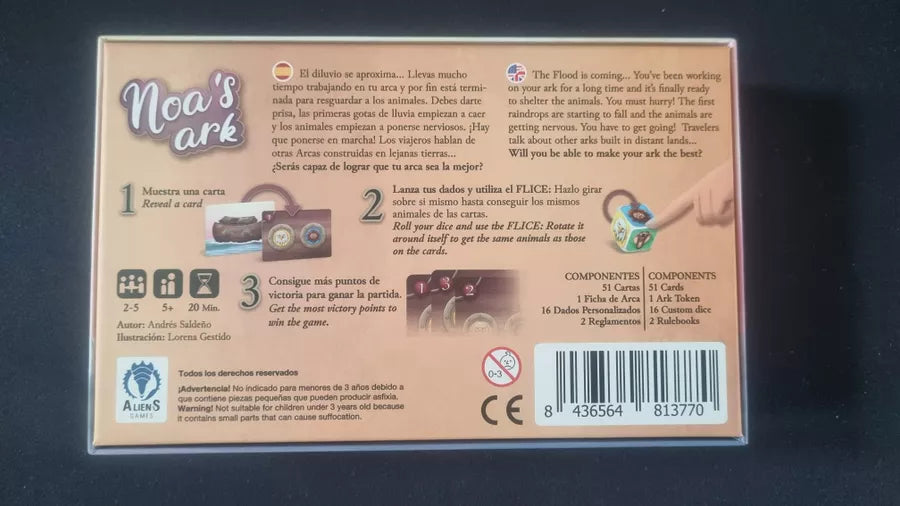 Noa's
ark
El diluvio se aproxima... Llevas mucho
tiempo trabajando en tu arca y por fin está termi-
nada para resguardar a los animales. Debes darte
prisa, las primeras gotas de lluvia empiezan a caer
y los animales empiezan a ponerse nerviosos. ¡Hay
que ponerse en marcha! Los viajeros hablan de
otras Arcas construidas en lejanas tierras...
¿Serás capaz de lograr que tu arca sea la mejor?
The Flood is coming... You've been working
on your ark for a long time and it's finally ready
to shelter the animals. You must hurry! The first
raindrops are starting to fall and the animals are
getting nervous. You have to get going! Travelers
talk about other arks built in distant lands...
Will you be able to make your ark the best?
1 Muestra una carta
Reveal a card
2 Lanza tus dados y utiliza el FLICE: Hazlo girar
sobre si mismo hasta conseguir los mismos
animales de las cartas.
Roll your dice and use the FLICE: Rotate it
around itself to get the same animals as those
on the cards.
2-5 5+ 20 Min.
Autor: Andrés Saldeño
Ilustración: Lorena Gestido
3 Consigue más puntos de
victoria para ganar la partida.
Get the most victory points to
win the game.
1 3 2
COMPONENTES
51 Cartas
1 Ficha de Arca
16 Dados Personalizados
2 Reglamentos
COMPONENTS
51 Cards
1 Ark Token
16 Custom dice
2 Rulebooks
ALIENS
GAMES
Todos los derechos reservados
¡Advertencia! No indicado para menores de 3 años debido a
que contiene piezas pequeñas que pueden producir asfixia.
Warning! Not suitable for children under 3 years old because
it contains small parts that can cause suffocation.
0-3
CE
8 436564 813770